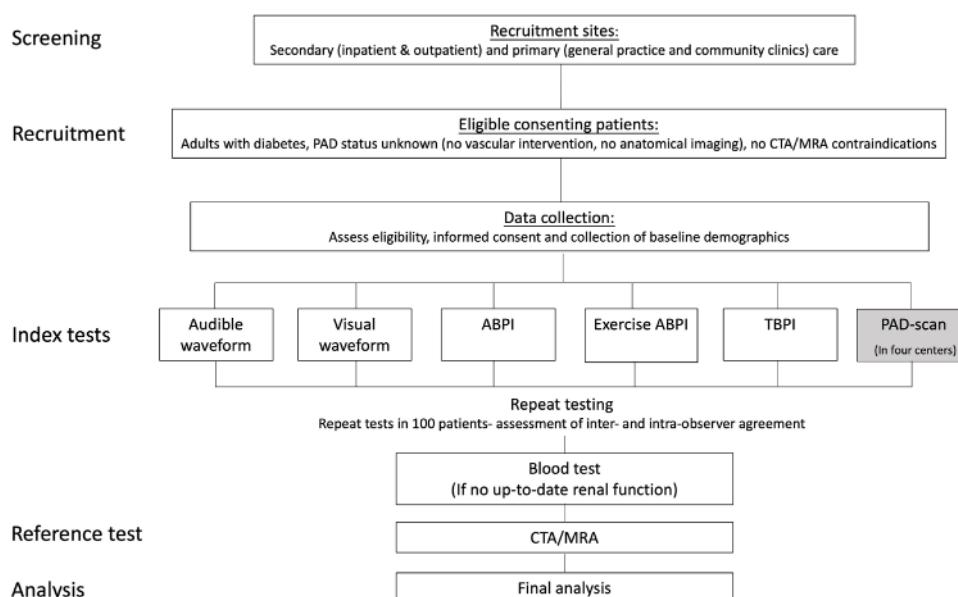 Screening
Recruitment sites:
Secondary (inpatient & outpatient) and primary (general practice and community clinics) care
Recruitment
Eligible consenting patients:
Adults with diabetes, PAD status unknown (no vascular intervention, no anatomical imaging), no CTA/MRA contraindications
Data collection:
Assess eligibility, informed consent and collection of baseline demographics
Index tests
Audible
waveform
Visual
waveform
ABPI
Exercise ABPI
TBPI
PAD-scan
(In four centers)
Repeat testing
Repeat tests in 100 patients- assessment of inter- and intra-observer agreement
Blood test
(If no up-to-date renal function)
Reference test
CTA/MRA
Analysis
Final analysis